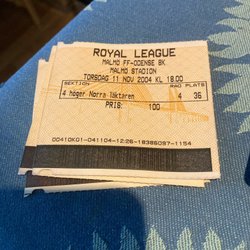 ROYAL LEAGUE
MALMÖ FF-ODENSE BK
MALMÖ STADION
TORSDAG 11 NOV 2004 KL 18.00
SEKTION RAD PLATS
4 höger Norra läktaren 4 36
PRIS: 100
00410K01-041104-12:26-18386097-1154